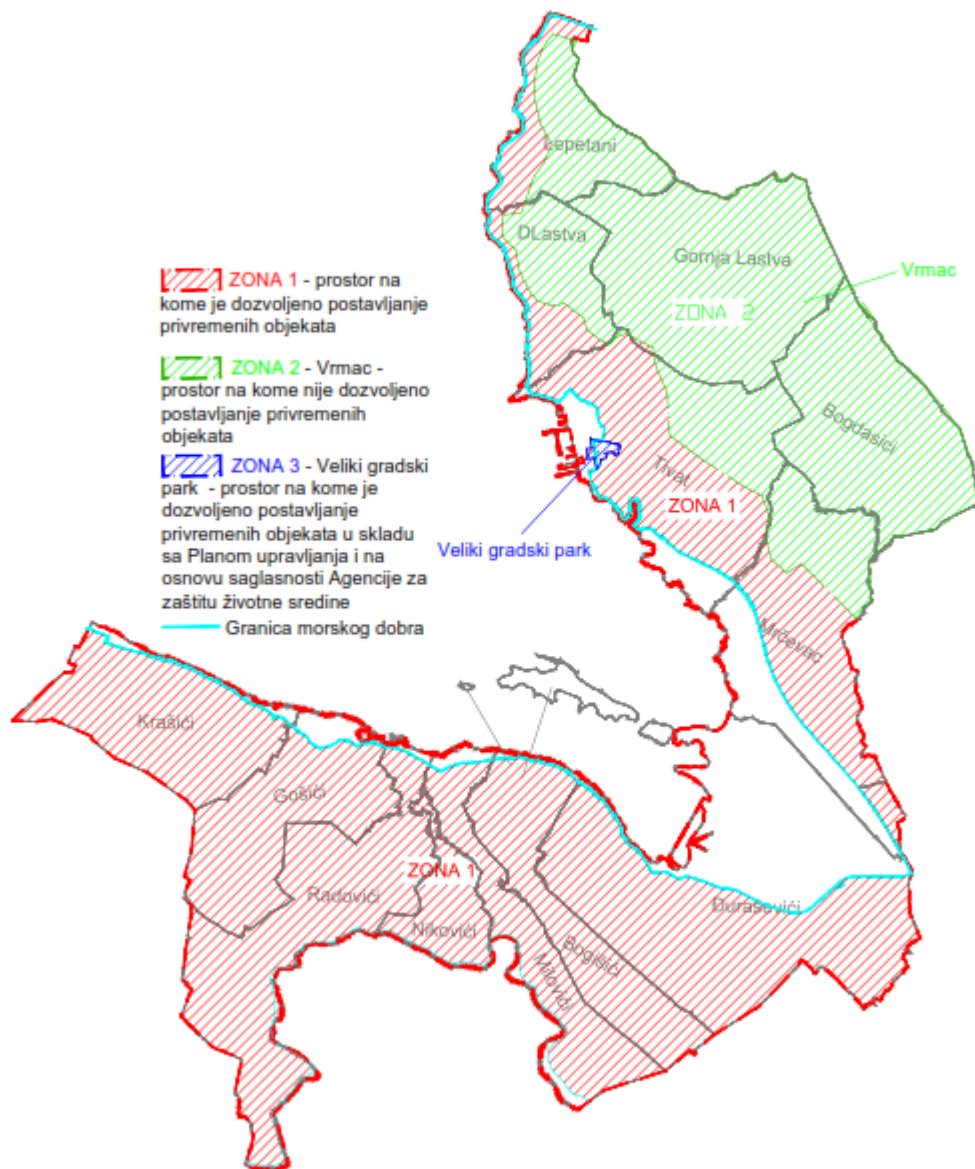 Lepetani
DLastva
Gornja Lastva
Vrmac
ZONA 2
ZONA 1 - prostor na
kome je dozvoljeno postavljanje
privremenih objekata
ZONA 2 - Vrmac -
prostor na kome nije dozvoljeno
postavljanje privremenih
objekata
ZONA 3 - Veliki gradski
park - prostor na kome je
dozvoljeno postavljanje
privremenih objekata u skladu
sa Planom upravljanja i na
osnovu saglasnosti Agencije za
zaštitu životne sredine
Granica morskog dobra
Bogdasici
Tivat
ZONA 1
Veliki gradski park
Mrčevac
Krašići
Gošići
ZONA 1
Radovići
Nikovići
Đurašovići
Bogišići
Milovići